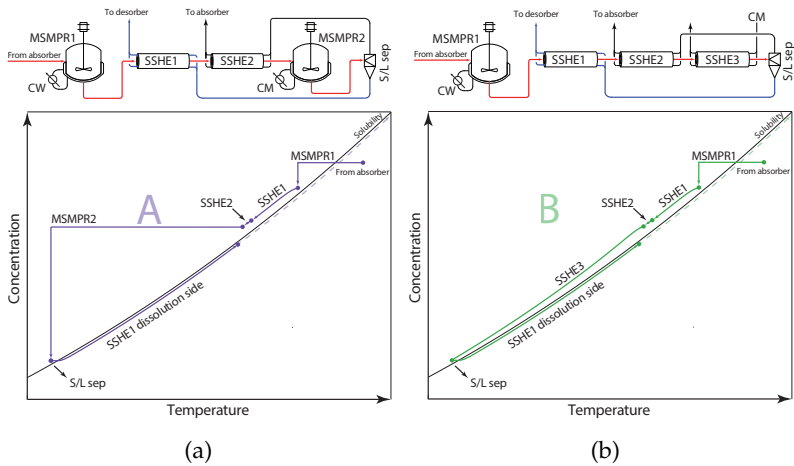 To desorber
To absorber
MSMPR1
MSMPR2
From absorber
SSHE1
SSHE2
CW
CM
S/L sep
Solubility
MSMPR1
From absorber
A
SSHE1
SSHE2
MSMPR2
SSHE1 dissolution side
S/L sep
Concentration
Temperature
(a)
To desorber
To absorber
CM
MSMPR1
From absorber
SSHE1
SSHE2
SSHE3
CW
S/L sep
Solubility
MSMPR1
From absorber
B
SSHE1
SSHE2
SSHE3
SSHE1 dissolution side
S/L sep
Concentration
Temperature
(b)